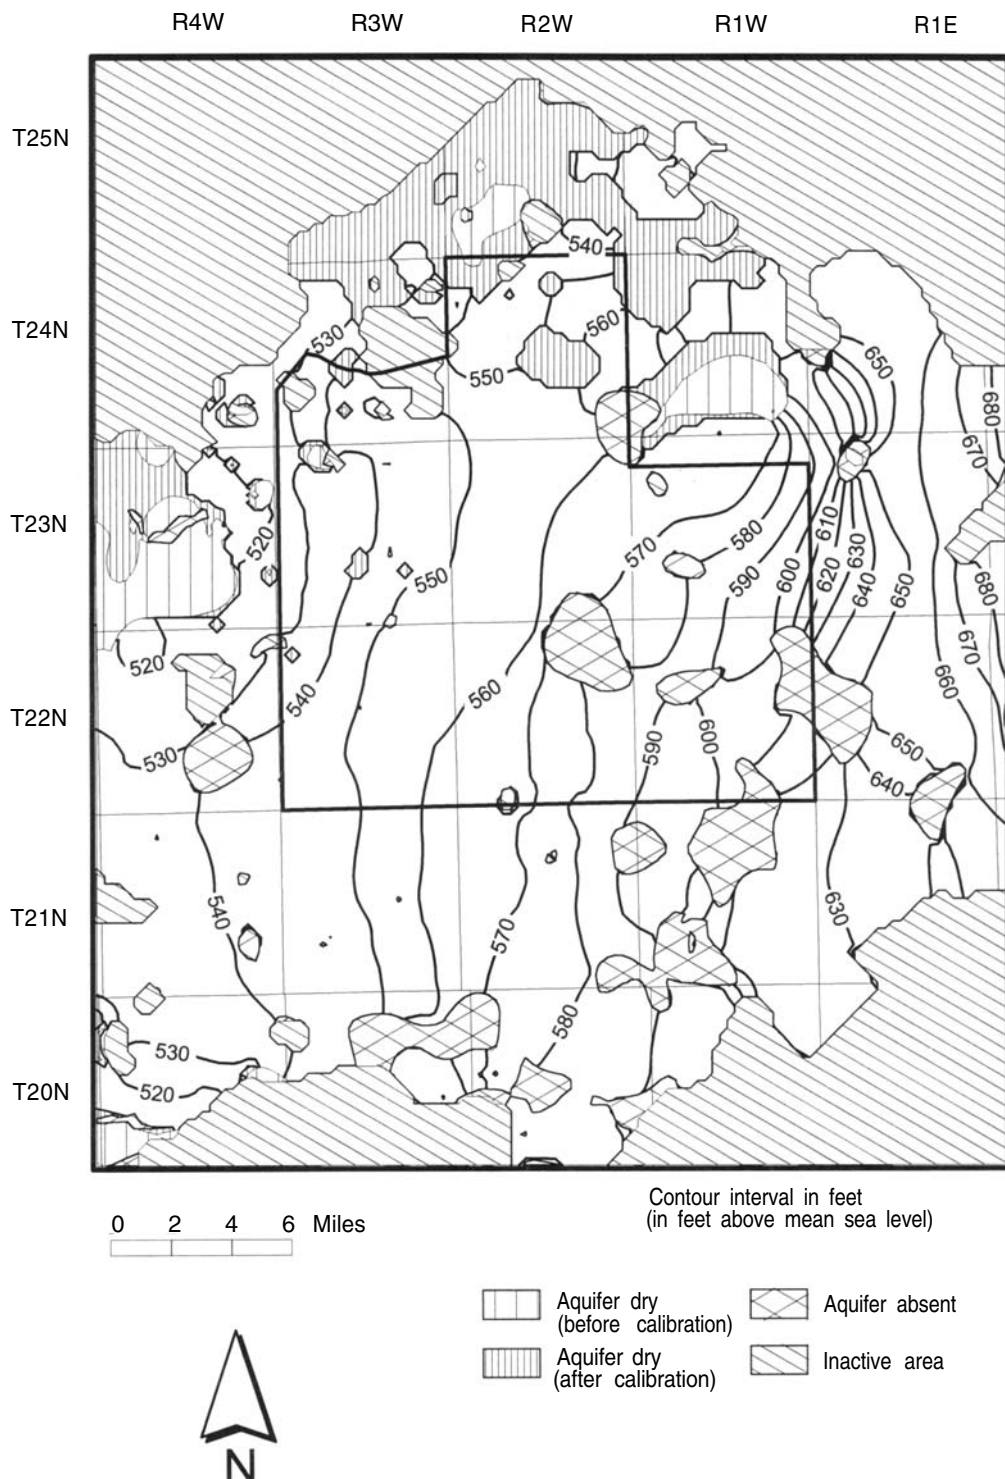 R4W R3W R2W R1W R1E
T25N
T24N
T23N
T22N
T21N
T20N
540
530
560
550
650
680
670
520
570
580
590
600
610
620
630
640
650
550
680
670
660
520
540
560
530
590
600
650
640
540
570
630
580
530
520
0 2 4 6 Miles
Contour interval in feet
(in feet above mean sea level)
Aquifer dry
(before calibration)
Aquifer absent
Aquifer dry
(after calibration)
Inactive area
N